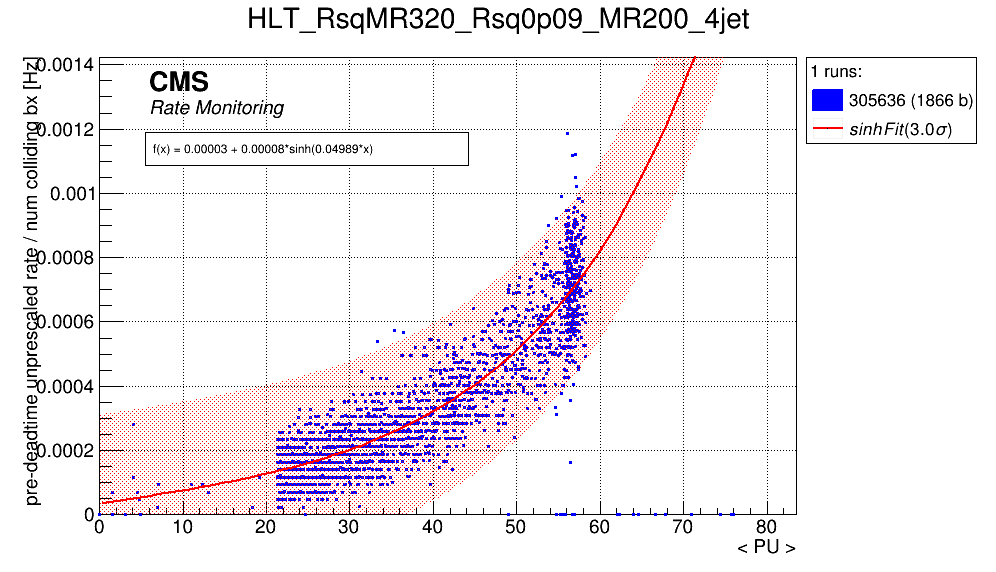 HLT_RsqMR320_Rsq0p09_MR200_4jet
pre-deadtime unprescaled rate / num colliding bx [Hz]
0.0014
0.0012
0.001
0.0008
0.0006
0.0004
0.0002
0
CMS
Rate Monitoring
f(x) = 0.00003 + 0.00008*sinh(0.04989*x)
1 runs:
305636 (1866 b)
sinhFit(3.0σ)
0 10 20 30 40 50 60 70 80
< PU >